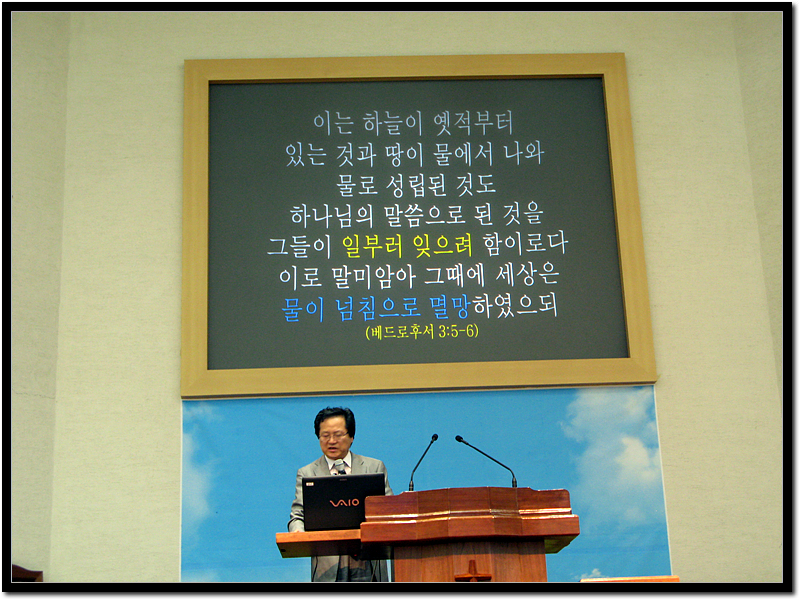 이는 하늘이 옛적부터
있는 것과 땅이 물에서 나와
물로 성립된 것도
하나님의 말씀으로 된 것을
그들이 일부러 잊으려 함이로다
이로 말미암아 그때에 세상은
물이 넘침으로 멸망하였으되
(베드로후서 3:5-6)
VAIO